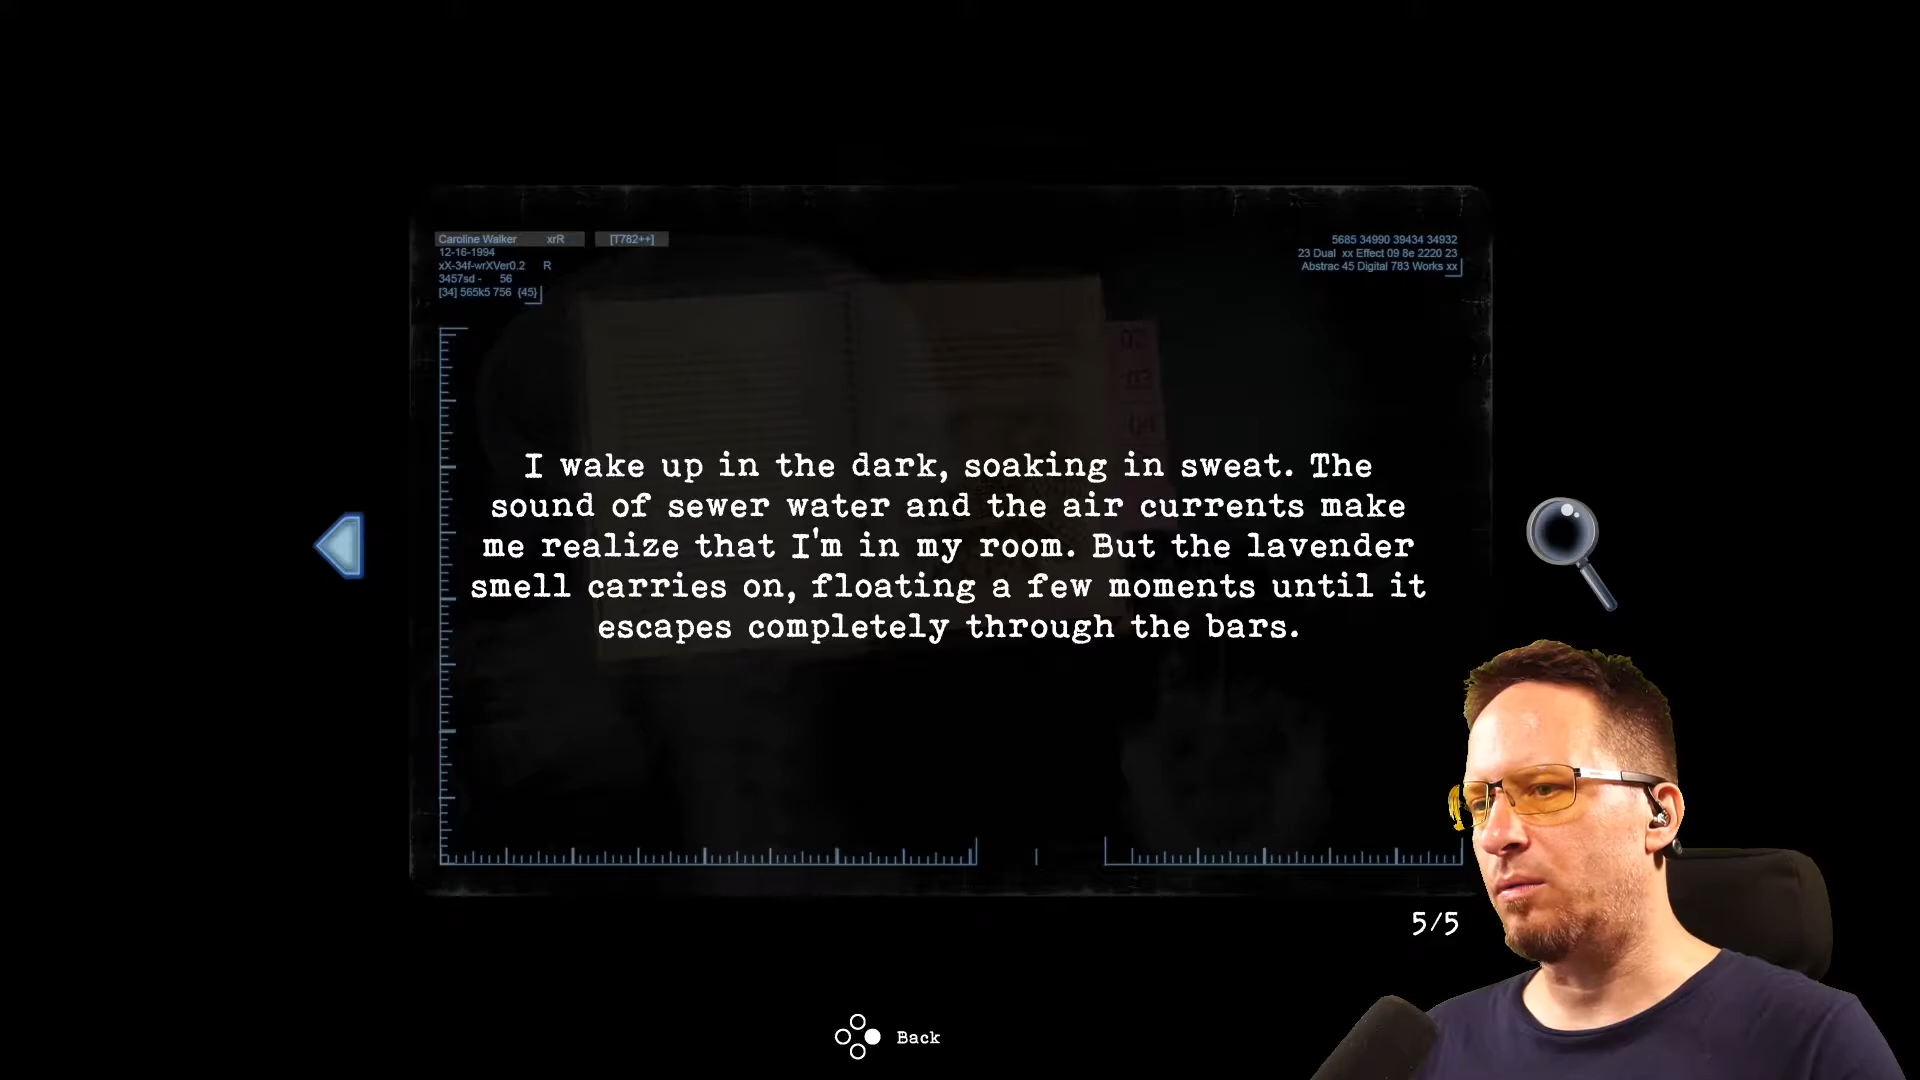 Caroline Walker xrR [T782++]
12-16-1994
xX-34f-wrXVer0.2 R
3457sd - 56
[34] 565k5 756 {45}
5685 34990 39434 34932
23 Dual xx Effect 09 8e 2220 23
Abstrac 45 Digital 783 Works xx
02
03
04
I wake up in the dark, soaking in sweat. The
sound of sewer water and the air currents make
me realize that I'm in my room. But the lavender
smell carries on, floating a few moments until it
escapes completely through the bars.
5/5
Back